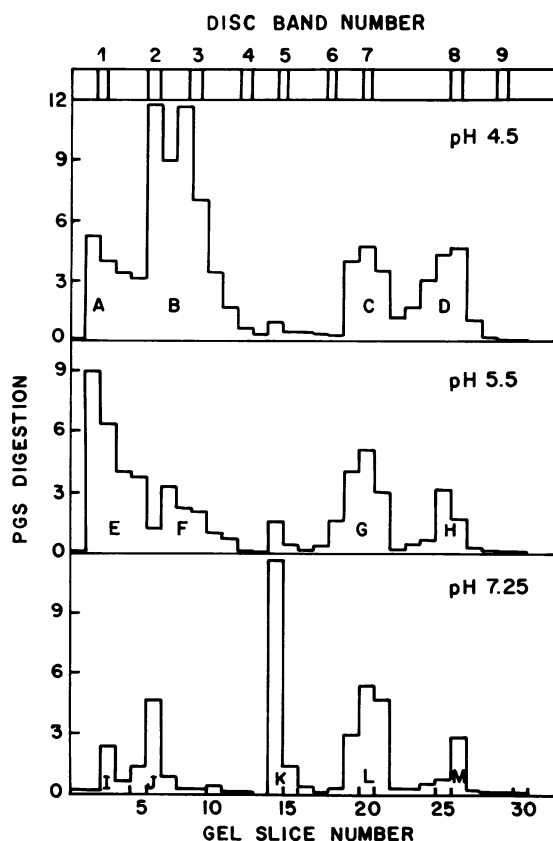 DISC BAND NUMBER
1 2 3 4 5 6 7 8 9
12
9
6
3
0
pH 4.5
A B C D
9
6
3
0
pH 5.5
E F G H
9
6
3
0
pH 7.25
I J K L M
PGS DIGESTION
5 10 15 20 25 30
GEL SLICE NUMBER